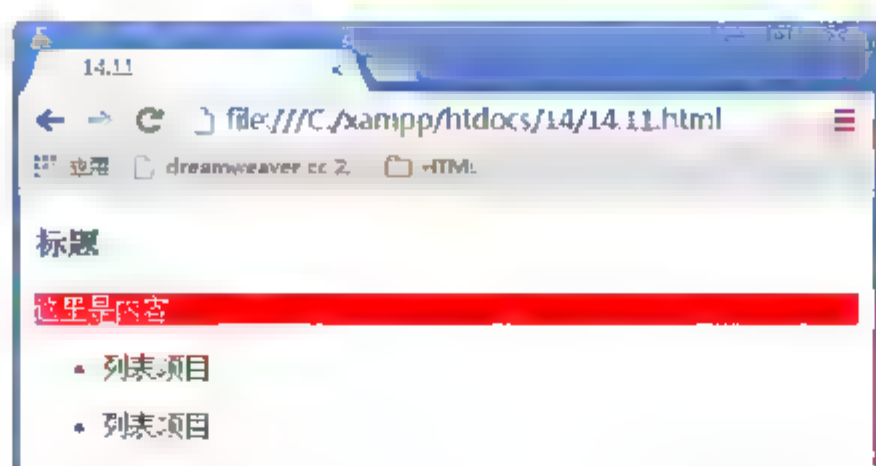 14.11
file:///C:/xampp/htdocs/14/14.11.html
应用 dreamweaver cc 2. HTML
标题
这里是内容
列表项目
列表项目